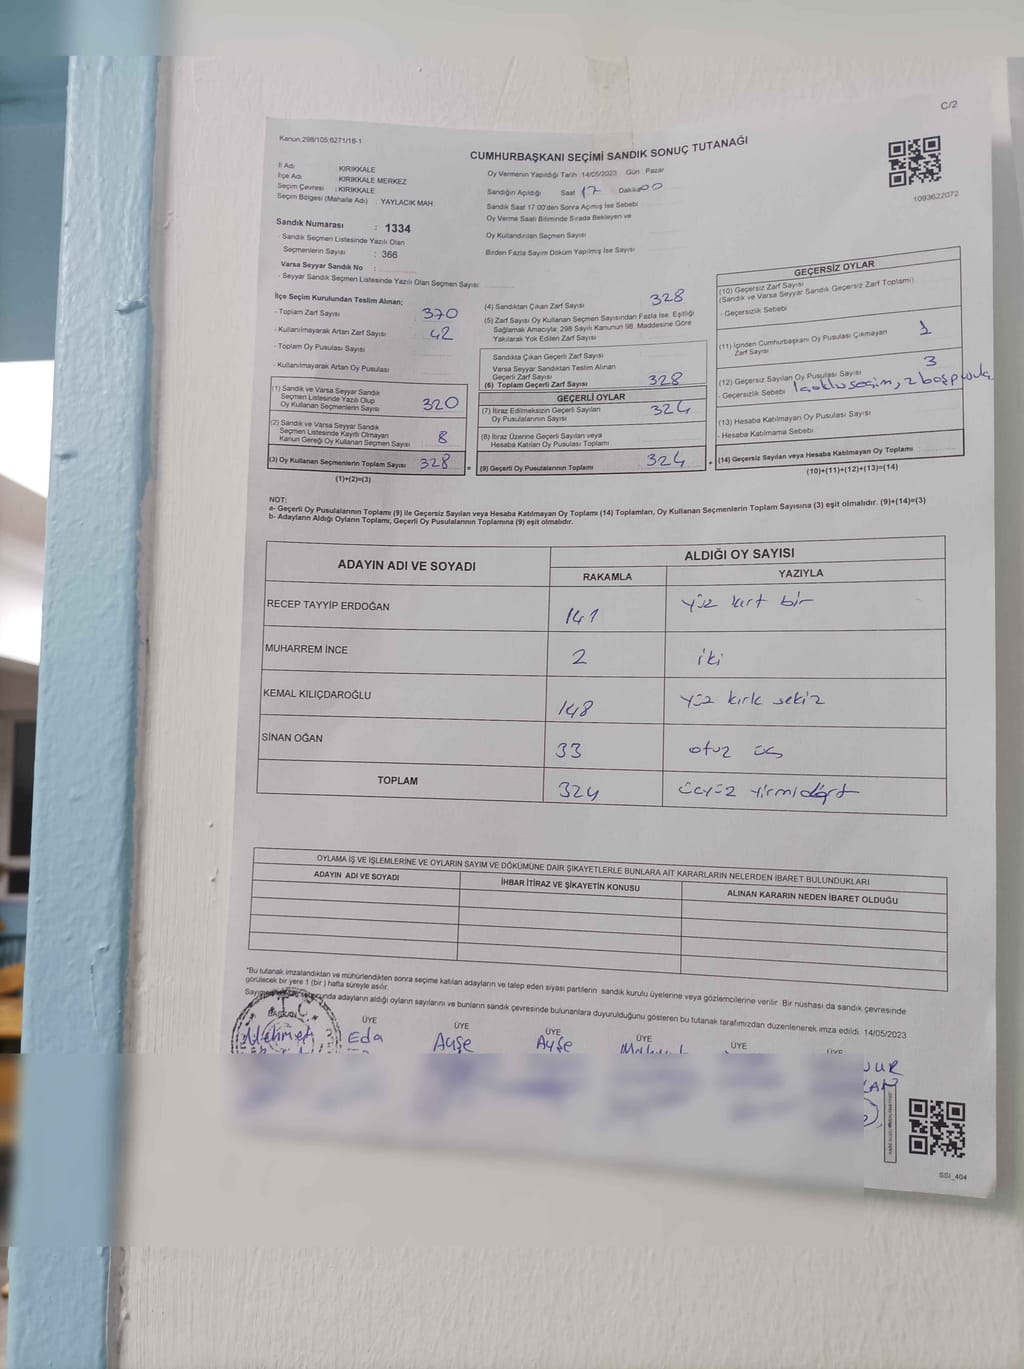 C/2
Kanun:298/105;6271/16-1
CUMHURBAŞKANI SEÇİMİ SANDIK SONUÇ TUTANAĞI
1093622072
İl Adı : KIRIKKALE
İlçe Adı : KIRIKKALE MERKEZ
Seçim Çevresi : KIRIKKALE
Seçim Bölgesi (Mahalle Adı) : YAYLACIK MAH.
Sandık Numarası : 1334
- Sandık Seçmen Listesinde Yazılı Olan
Seçmenlerin Sayısı : 366
Varsa Seyyar Sandık No :
- Seyyar Sandık Seçmen Listesinde Yazılı Olan Seçmen Sayısı:
Oy Vermenin Yapıldığı Tarih 14/05/2023 Gün Pazar
Sandığın Açıldığı Saat 17 Dakika 00
Sandık Saat 17:00'den Sonra Açılmış İse Sebebi
Oy Verme Saati Bitiminde Sırada Bekleyen ve
Oy Kullandırılan Seçmen Sayısı
Birden Fazla Sayım Döküm Yapılmış İse Sayısı
İlçe Seçim Kurulundan Teslim Alınan;
- Toplam Zarf Sayısı 370
- Kullanılmayarak Artan Zarf Sayısı 42
- Toplam Oy Pusulası Sayısı
- Kullanılmayarak Artan Oy Pusulası
(1) Sandık ve Varsa Seyyar Sandık
Seçmen Listesinde Yazılı Olup
Oy Kullanan Seçmenlerin Sayısı 320
(2) Sandık ve Varsa Seyyar Sandık
Seçmen Listesinde Kayıtlı Olmayan
Kanun Gereği Oy Kullanan Seçmen Sayısı 8
(3) Oy Kullanan Seçmenlerin Toplam Sayısı 328
(1)+(2)=(3)
(4) Sandıktan Çıkan Zarf Sayısı 328
(5) Zarf Sayısı Oy Kullanan Seçmen Sayısından Fazla İse, Eşitliği
Sağlamak Amacıyla; 298 Sayılı Kanunun 98. Maddesine Göre
Yakılarak Yok Edilen Zarf Sayısı
Sandıkta Çıkan Geçerli Zarf Sayısı
Varsa Seyyar Sandıktan Teslim Alınan
Geçerli Zarf Sayısı
(6) Toplam Geçerli Zarf Sayısı 328
GEÇERLİ OYLAR
(7) İtiraz Edilmeksizin Geçerli Sayılan
Oy Pusulalarının Sayısı 324
(8) İtiraz Üzerine Geçerli Sayılan veya
Hesaba Katılan Oy Pusulası Toplamı
(9) Geçerli Oy Pusulalarının Toplamı 324
GEÇERSİZ OYLAR
(10) Geçersiz Zarf Sayısı
(Sandık ve Varsa Seyyar Sandık Geçersiz Zarf Toplamı)
- Geçersizlik Sebebi
(11) İçinden Cumhurbaşkanı Oy Pusulası Çıkmayan
Zarf Sayısı 1
(12) Geçersiz Sayılan Oy Pusulası Sayısı 3
- Geçersizlik Sebebi
(13) Hesaba Katılmayan Oy Pusulası Sayısı
- Hesaba Katılmama Sebebi
(14) Geçersiz Sayılan veya Hesaba Katılmayan Oy Toplamı :
(10)+(11)+(12)+(13)=(14)
NOT:
a- Geçerli Oy Pusulalarının Toplamı (9) ile Geçersiz Sayılan veya Hesaba Katılmayan Oy Toplamı (14) Toplamları, Oy Kullanan Seçmenlerin Toplam Sayısına (3) eşit olmalıdır. (9)+(14)=(3)
b- Adayların Aldığı Oyların Toplamı, Geçerli Oy Pusulalarının Toplamına (9) eşit olmalıdır.
ADAYIN ADI VE SOYADI
ALDIĞI OY SAYISI
RAKAMLA YAZIYLA
RECEP TAYYİP ERDOĞAN 141 yüz kırt bir
MUHARREM İNCE 2 iki
KEMAL KILIÇDAROĞLU 148 yüz kırk sekiz
SİNAN OĞAN 33 otuz üç
TOPLAM 324 üçyüz yirmidört
OYLAMA İŞ VE İŞLEMLERİNE VE OYLARIN SAYIM VE DÖKÜMÜNE DAİR ŞİKAYETLERLE BUNLARA AİT KARARLARIN NELERDEN İBARET BULUNDUKLARI
ADAYIN ADI VE SOYADI İHBAR İTİRAZ VE ŞİKAYETİN KONUSU ALINAN KARARIN NEDEN İBARET OLDUĞU
*Bu tutanak imzalandıktan ve mühürlendikten sonra seçime katılan adayların ve talep eden siyasi partilerin sandık kurulu üyelerine veya gözlemcilerine verilir. Bir nüshası da sandık çevresinde
görülecek bir yere 1 (bir) hafta süreyle asılır.
adayların aldığı oyların sayılarını ve bunların sandık çevresinde bulunanlara duyurulduğunu gösteren bu tutanak tarafımızdan düzenlenerek imza edildi. 14/05/2023
T.C.
BAŞKAN ÜYE ÜYE ÜYE ÜYE ÜYE ÜYE
Mehmet Eda Ayşe Ayşe
SSI_404